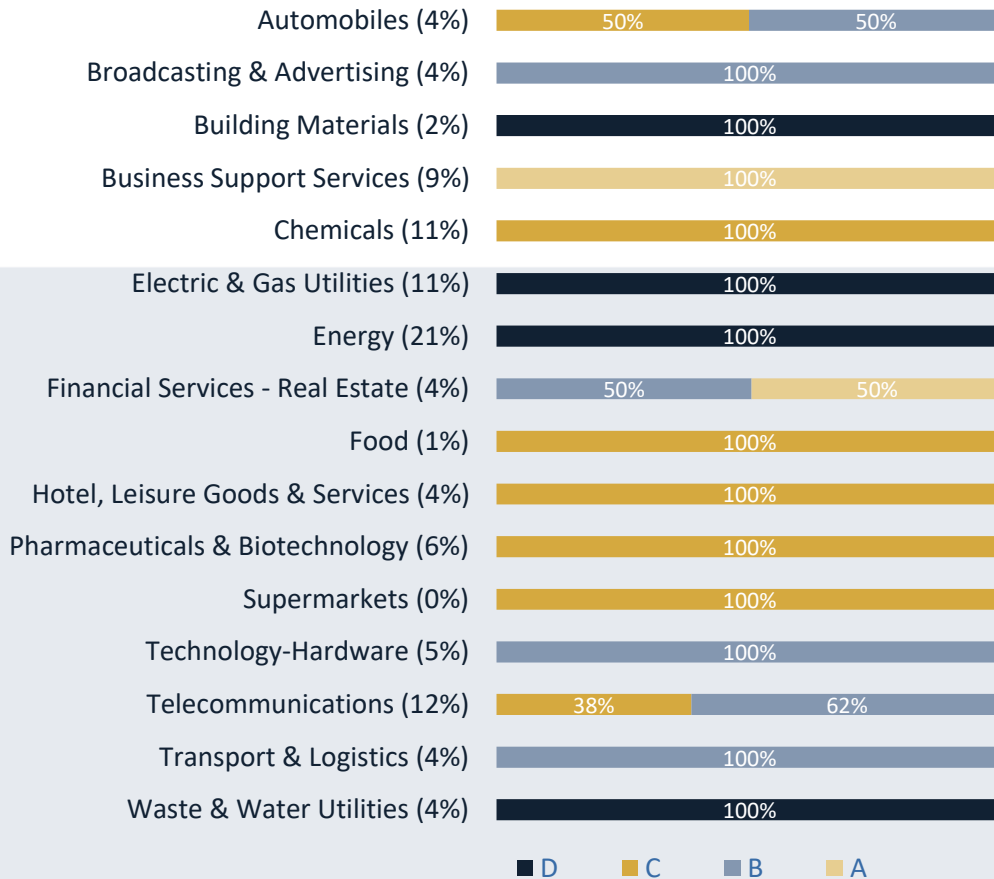 Automobiles (4%) 50% 50%
Broadcasting & Advertising (4%) 100%
Building Materials (2%) 100%
Business Support Services (9%) 100%
Chemicals (11%) 100%
Electric & Gas Utilities (11%) 100%
Energy (21%) 100%
Financial Services - Real Estate (4%) 50% 50%
Food (1%) 100%
Hotel, Leisure Goods & Services (4%) 100%
Pharmaceuticals & Biotechnology (6%) 100%
Supermarkets (0%) 100%
Technology-Hardware (5%) 100%
Telecommunications (12%) 38% 62%
Transport & Logistics (4%) 100%
Waste & Water Utilities (4%) 100%
D C B A